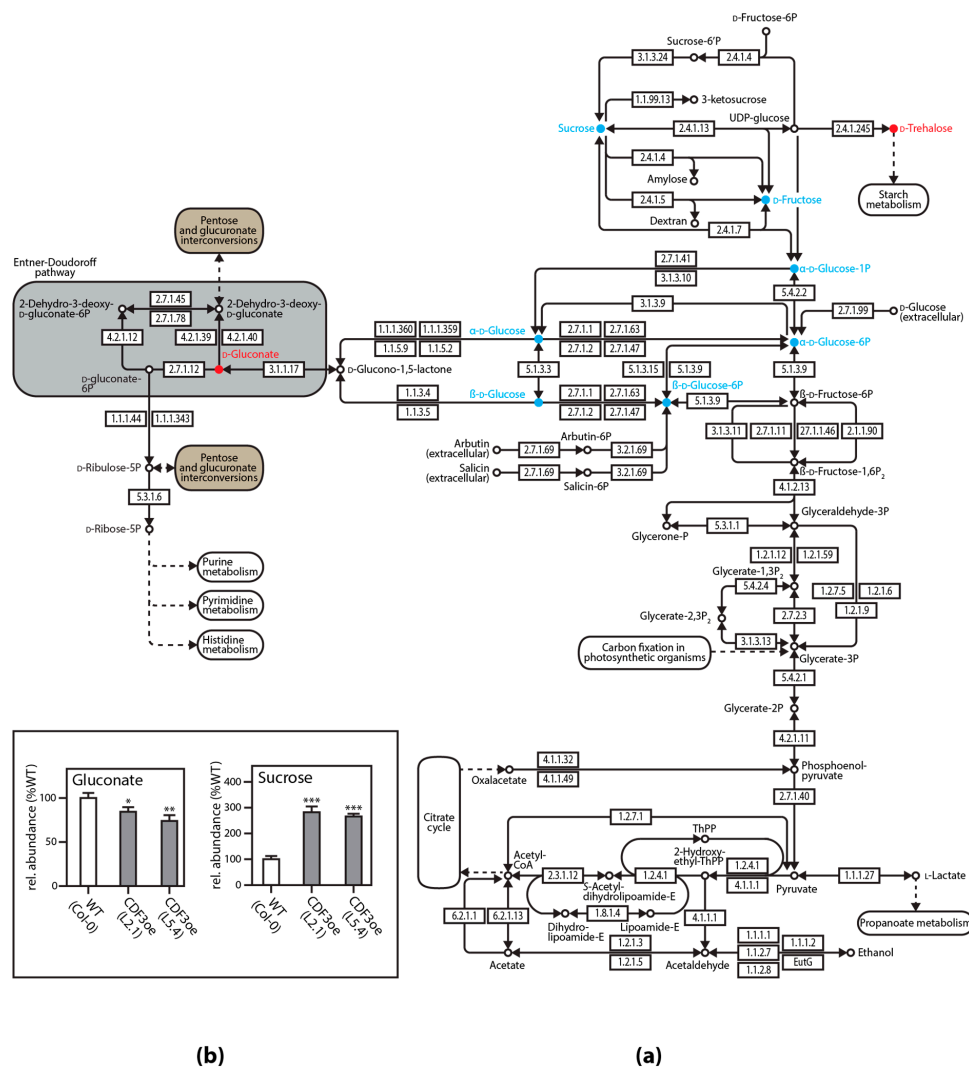 D-Fructose-6P
Sucrose-6'P
3.1.3.24
2.4.1.4
1.1.99.13
3-ketosucrose
UDP-glucose
Sucrose
2.4.1.13
2.4.1.245
D-Trehalose
2.4.1.4
Amylose
Starch
metabolism
2.4.1.5
D-Fructose
Dextran
2.4.1.7
Pentose
and glucuronate
interconversions
Entner-Doudoroff
pathway
2.7.1.41
3.1.3.10
α-D-Glucose-1P
5.4.2.2
2-Dehydro-3-deoxy-
D-gluconate-6P
2.7.1.45
2.7.1.78
2-Dehydro-3-deoxy-
D-gluconate
3.1.3.9
2.7.1.99
D-Glucose
(extracellular)
4.2.1.12
4.2.1.39
4.2.1.40
1.1.1.360
1.1.1.359
1.1.5.9
1.1.5.2
α-D-Glucose
2.7.1.1
2.7.1.63
2.7.1.2
2.7.1.47
α-D-Glucose-6P
D-Gluconate
D-gluconate-
6P
2.7.1.12
3.1.1.17
D-Glucono-1,5-lactone
5.1.3.3
5.1.3.15
5.1.3.9
5.1.3.9
1.1.3.4
1.1.3.5
ß-D-Glucose
2.7.1.1
2.7.1.63
2.7.1.2
2.7.1.47
ß-D-Glucose-6P
5.1.3.9
ß-D-Fructose-6P
1.1.1.44
1.1.1.343
3.1.3.11
2.7.1.11
27.1.1.46
2.1.1.90
Arbutin
(extracellular)
2.7.1.69
Arbutin-6P
3.2.1.69
Salicin
(extracellular)
2.7.1.69
Salicin-6P
3.2.1.69
ß-D-Fructose-1,6P2
D-Ribulose-5P
Pentose
and glucuronate
interconversions
4.1.2.13
5.3.1.6
Glyceraldehyde-3P
D-Ribose-5P
Glycerone-P
5.3.1.1
1.2.1.12
1.2.1.59
Purine
metabolism
Glycerate-1,3P2
5.4.2.4
1.2.7.5
1.2.1.6
1.2.1.9
Pyrimidine
metabolism
Glycerate-2,3P2
2.7.2.3
Histidine
metabolism
3.1.3.13
Carbon fixation in
photosynthetic organisms
Glycerate-3P
5.4.2.1
Glycerate-2P
4.2.1.11
Oxalacetate
4.1.1.32
4.1.1.49
Phosphoenol-
pyruvate
2.7.1.40
Citrate
cycle
1.2.7.1
ThPP
2-Hydroxy-
ethyl-ThPP
Acetyl-
CoA
2.3.1.12
S-Acetyl-
dihydrolipoamide-E
1.2.4.1
1.2.4.1
4.1.1.1
Pyruvate
1.1.1.27
L-Lactate
6.2.1.1
6.2.1.13
Dihydro-
lipoamide-E
1.8.1.4
Lipoamide-E
4.1.1.1
Propanoate metabolism
Acetate
1.2.1.3
1.2.1.5
Acetaldehyde
1.1.1.1
1.1.2.7
1.1.2.8
1.1.1.2
EutG
Ethanol
Gluconate
rel. abundance (%WT)
100
50
0
*
**
WT
(Col-0)
CDF3oe
(L2.1)
CDF3oe
(L5.4)
Sucrose
rel. abundance (%WT)
400
300
200
100
0
***
***
WT
(Col-0)
CDF3oe
(L2.1)
CDF3oe
(L5.4)
(b)
(a)